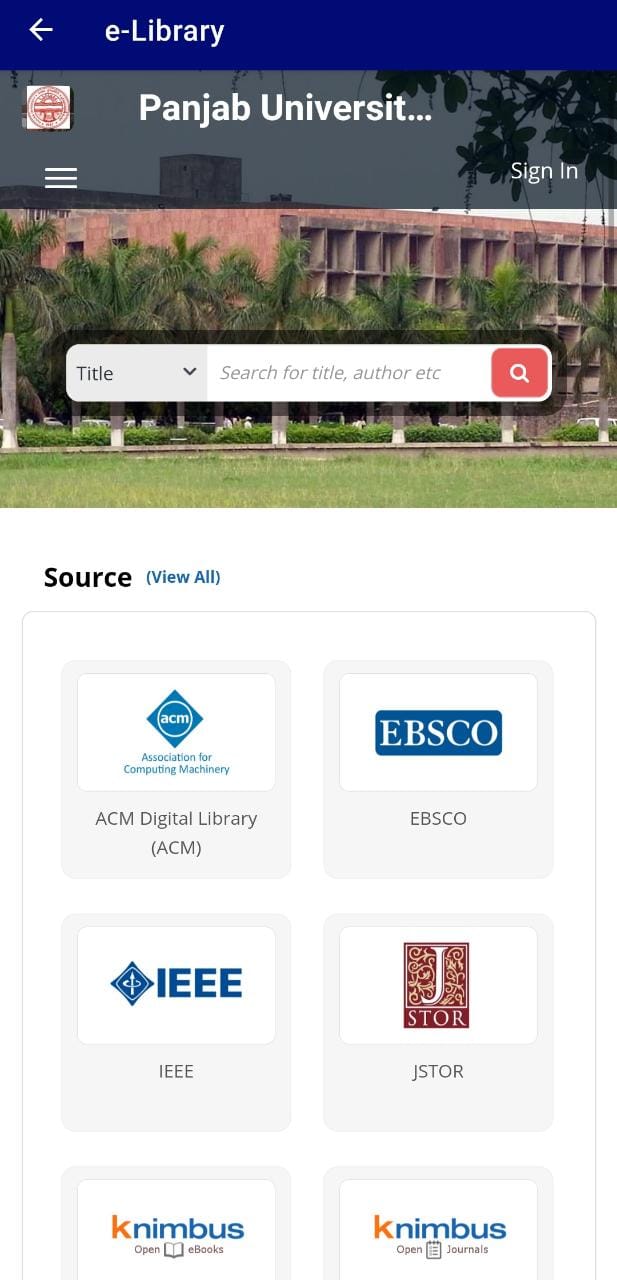 e-Library
Panjab Universit...
Sign In
Title
Search for title, author etc
Source (View All)
acm
Association for
Computing Machinery
ACM Digital Library
(ACM)
EBSCO
EBSCO
IEEE
IEEE
J
STOR
JSTOR
knimbus
Open eBooks
knimbus
Open Journals